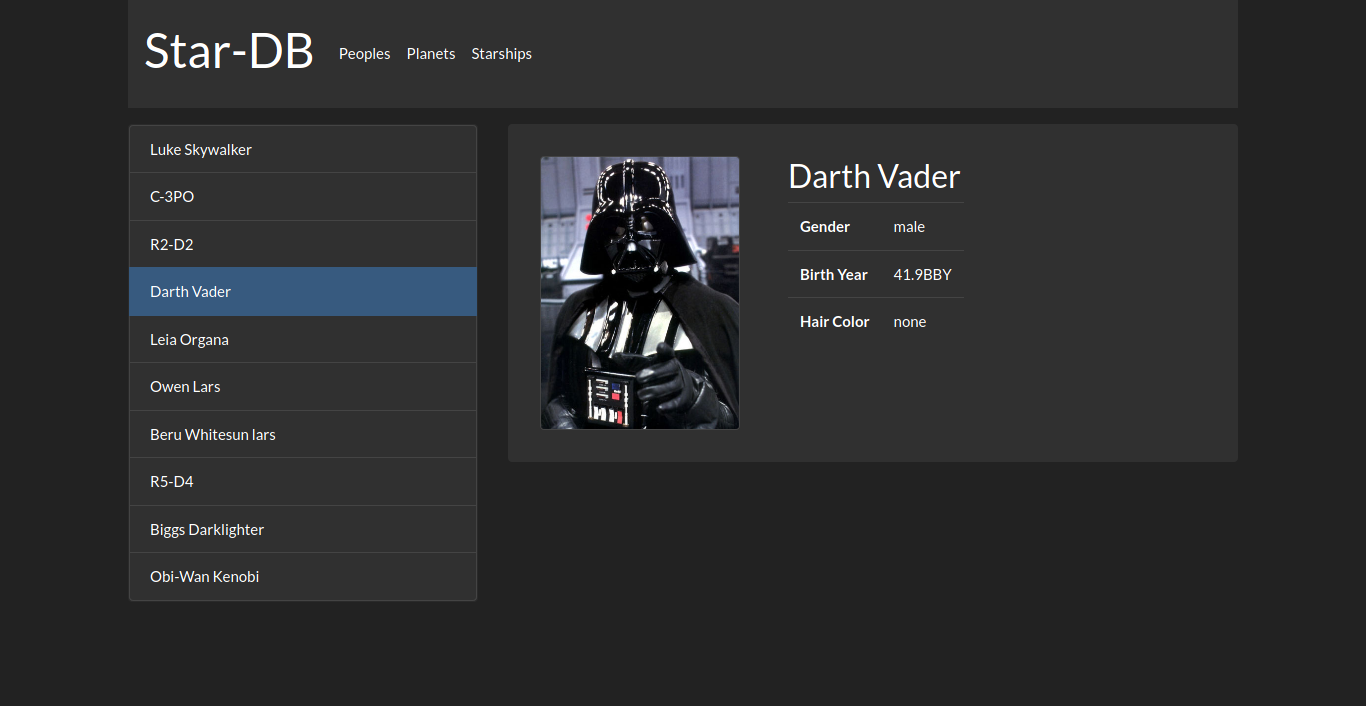 Star-DB Peoples Planets Starships
Luke Skywalker
C-3PO
R2-D2
Darth Vader
Leia Organa
Owen Lars
Beru Whitesun lars
R5-D4
Biggs Darklighter
Obi-Wan Kenobi
Darth Vader
Gender male
Birth Year 41.9BBY
Hair Color none